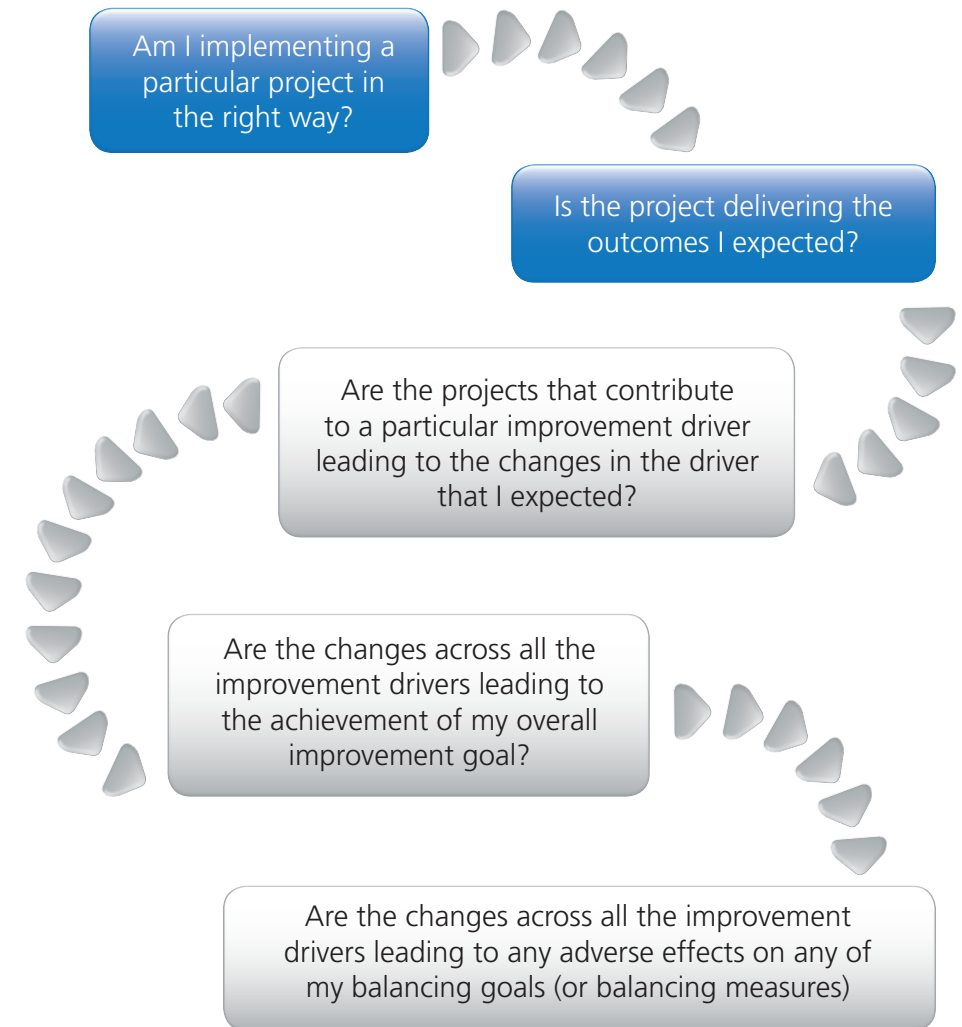 Am I implementing a
particular project in
the right way?
Is the project delivering the
outcomes I expected?
Are the projects that contribute
to a particular improvement driver
leading to the changes in the driver
that I expected?
Are the changes across all the
improvement drivers leading to
the achievement of my overall
improvement goal?
Are the changes across all the improvement
drivers leading to any adverse effects on any of
my balancing goals (or balancing measures)